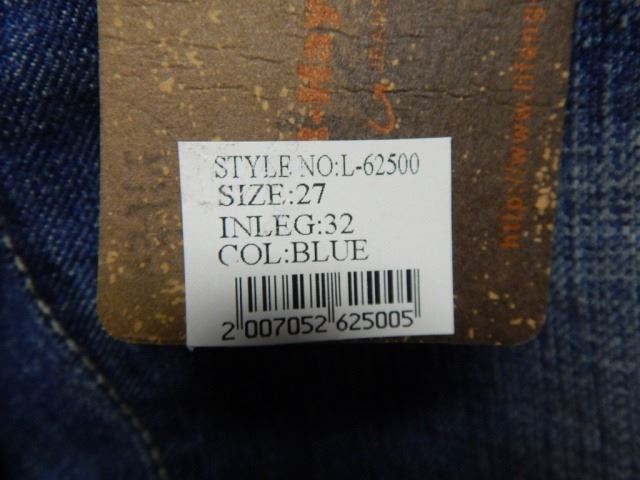 STYLE NO:L-62500
SIZE:27
INLEG:32
COL:BLUE
2 007052 625005